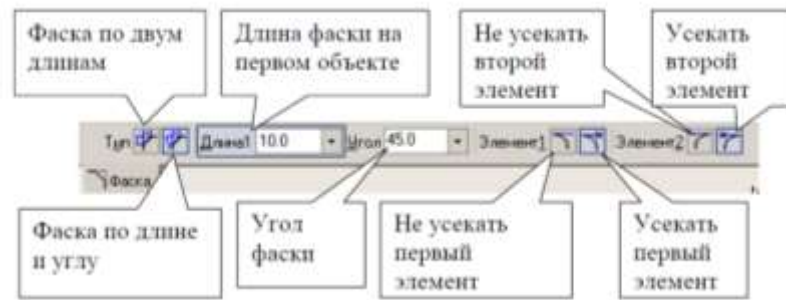 Фаска по двум
длинам
Длина фаски на
первом объекте
Не усекать
второй
элемент
Усекать
второй
элемент
Тип Длина1 10.0 Угол 45.0 Элемент1 Элемент2
Фаска
Фаска по длине
и углу
Угол
фаски
Не усекать
первый
элемент
Усекать
первый
элемент